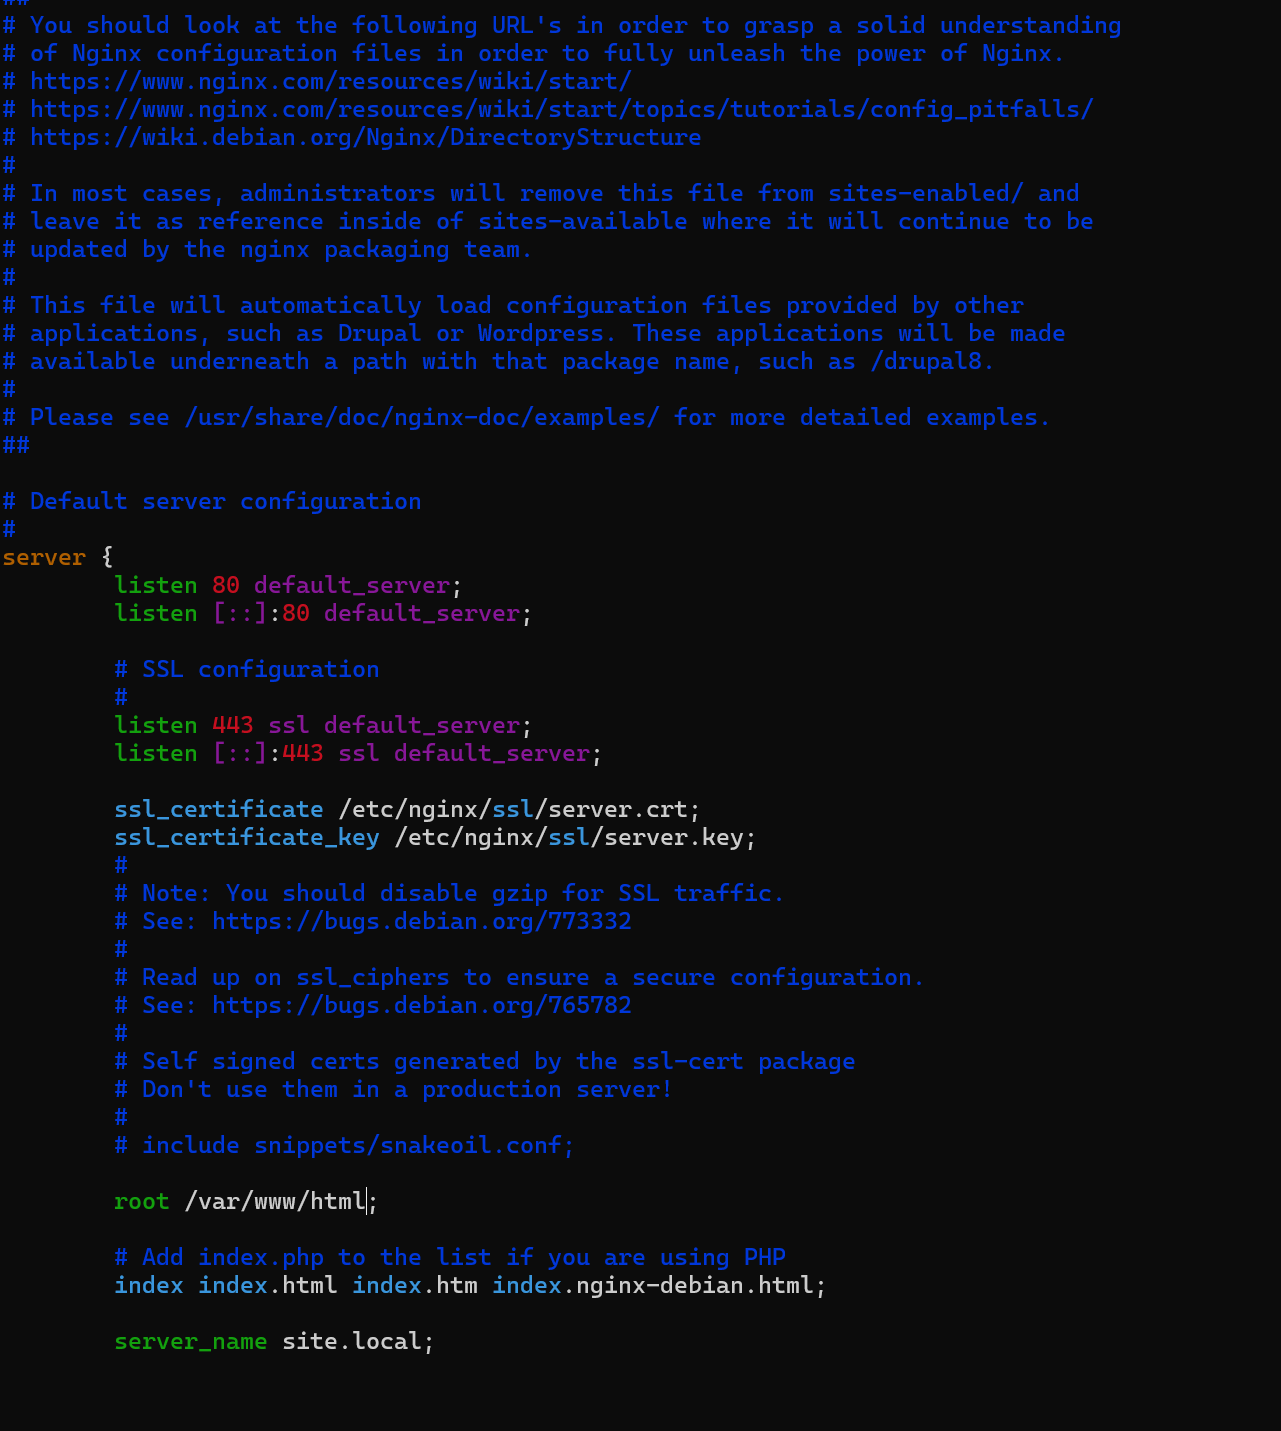 ##
# You should look at the following URL's in order to grasp a solid understanding
# of Nginx configuration files in order to fully unleash the power of Nginx.
# https://www.nginx.com/resources/wiki/start/
# https://www.nginx.com/resources/wiki/start/topics/tutorials/config_pitfalls/
# https://wiki.debian.org/Nginx/DirectoryStructure
#
# In most cases, administrators will remove this file from sites-enabled/ and
# leave it as reference inside of sites-available where it will continue to be
# updated by the nginx packaging team.
#
# This file will automatically load configuration files provided by other
# applications, such as Drupal or Wordpress. These applications will be made
# available underneath a path with that package name, such as /drupal8.
#
# Please see /usr/share/doc/nginx-doc/examples/ for more detailed examples.
##

# Default server configuration
#
server {
        listen 80 default_server;
        listen [::]:80 default_server;

        # SSL configuration
        #
        listen 443 ssl default_server;
        listen [::]:443 ssl default_server;

        ssl_certificate /etc/nginx/ssl/server.crt;
        ssl_certificate_key /etc/nginx/ssl/server.key;
        #
        # Note: You should disable gzip for SSL traffic.
        # See: https://bugs.debian.org/773332
        #
        # Read up on ssl_ciphers to ensure a secure configuration.
        # See: https://bugs.debian.org/765782
        #
        # Self signed certs generated by the ssl-cert package
        # Don't use them in a production server!
        #
        # include snippets/snakeoil.conf;

        root /var/www/html;

        # Add index.php to the list if you are using PHP
        index index.html index.htm index.nginx-debian.html;

        server_name site.local;